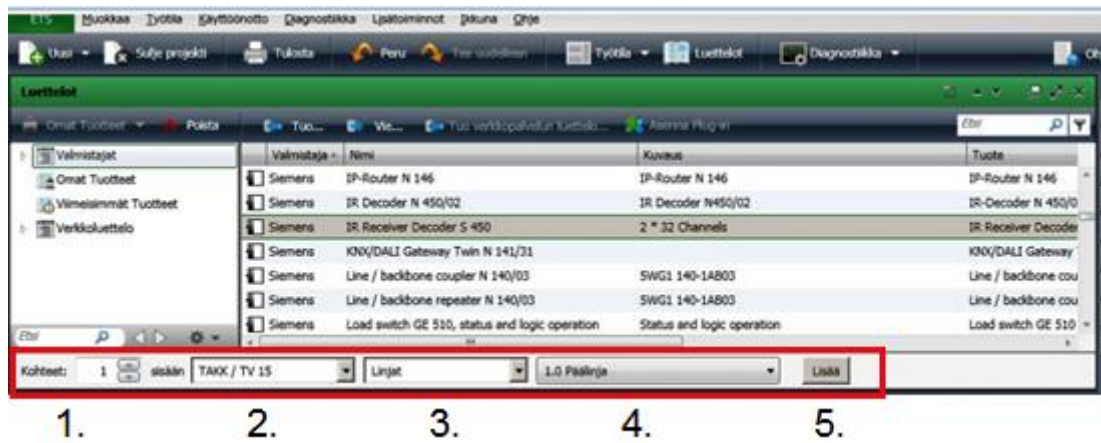 ETS Muokkaa Työtila Käyttöönotto Diagnostiikka Lisätoiminnot Ikkuna Ohje
Uusi Sulje projekti Tulosta Peru Tee uudelleen Työtila Luettelot Diagnostiikka Oh
Luettelot
Omat Tuotteet Poista Tuo... Vie... Tuo verkkopalvelun luettelo... Asenna Plug-in Etsi
Valmistajat
Omat Tuotteet
Viimeisimmät Tuotteet
Verkkoluettelo
Etsi
Valmistaja Nimi Kuvaus Tuote
Siemens IP-Router N 146 IP-Router N 146 IP-Router N 146
Siemens IR Decoder N 450/02 IR Decoder N450/02 IR-Decoder N 450/0
Siemens IR Receiver Decoder S 450 2 * 32 Channels IR Receiver Decoder
Siemens KNX/DALI Gateway Twin N 141/31 KNX/DALI Gateway
Siemens Line / backbone coupler N 140/03 5WG1 140-1AB03 Line / backbone cou
Siemens Line / backbone repeater N 140/03 5WG1 140-1AB03 Line / backbone cou
Siemens Load switch GE 510, status and logic operation Status and logic operation Load switch GE 510
Kohteet: 1 sisään TAKK / TV 15 Linjat 1.0 Päälinja Lisää
1. 2. 3. 4. 5.